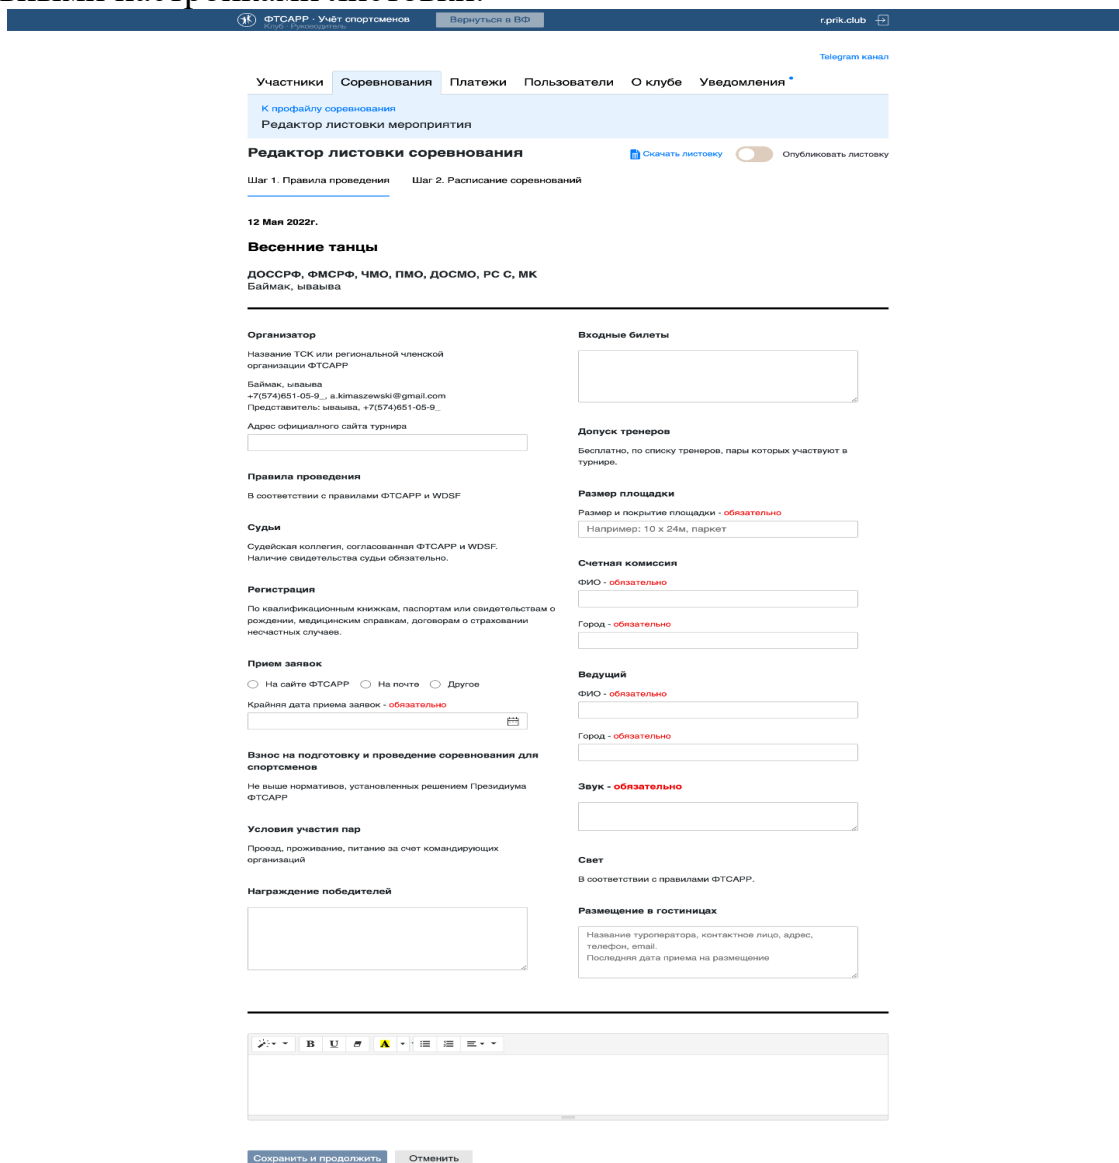 ФТСАРР · Учёт спортсменов
Клуб · Руководитель
Вернуться в ВФ
r.prik.club
Telegram канал
Участники Соревнования Платежи Пользователи О клубе Уведомления
К профайлу соревнования
Редактор листовки мероприятия
Редактор листовки соревнования
Скачать листовку
Опубликовать листовку
Шаг 1. Правила проведения Шаг 2. Расписание соревнований
12 Мая 2022г.
Весенние танцы
ДОССРФ, ФМСРФ, ЧМО, ПМО, ДОСМО, РС С, МК
Баймак, ываыва
Организатор
Название ТСК или региональной членской
организации ФТСАРР
Баймак, ываыва
+7(574)651-05-9_, a.kimaszewski@gmail.com
Представитель: ываыва, +7(574)651-05-9_
Адрес официалного сайта турнира
Правила проведения
В соответствии с правилами ФТСАРР и WDSF
Судьи
Судейская коллегия, согласованная ФТСАРР и WDSF.
Наличие свидетельства судьи обязательно.
Регистрация
По квалификационным книжкам, паспортам или свидетельствам о
рождении, медицинским справкам, договорам о страховании
несчастных случаев.
Прием заявок
На сайте ФТСАРР На почте Другое
Крайняя дата приема заявок - обязательно
Взнос на подготовку и проведение соревнования для
спортсменов
Не выше нормативов, установленных решением Президиума
ФТСАРР
Условия участия пар
Проезд, проживание, питание за счет командирующих
организаций
Награждение победителей
Входные билеты
Допуск тренеров
Бесплатно, по списку тренеров, пары которых участвуют в
турнире.
Размер площадки
Размер и покрытие площадки - обязательно
Например: 10 х 24м, паркет
Счетная комиссия
ФИО - обязательно
Город - обязательно
Ведущий
ФИО - обязательно
Город - обязательно
Звук - обязательно
Свет
В соответствии с правилами ФТСАРР.
Размещение в гостиницах
Название туроператора, контактное лицо, адрес,
телефон, email.
Последняя дата приема на размещение
B U A
Сохранить и продолжить Отменить